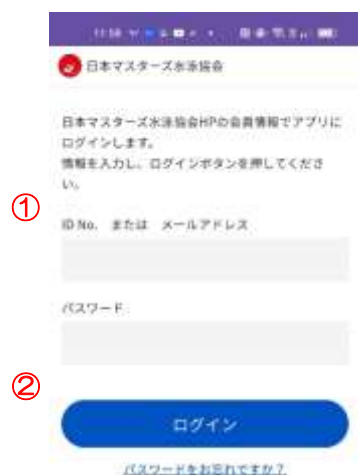 11:58
日本マスターズ水泳協会
日本マスターズ水泳協会HPの会員情報でアプリに
ログインします。
情報を入力し、ログインボタンを押してくださ
い。
①
ID No. または メールアドレス
パスワード
②
ログイン
パスワードをお忘れですか？